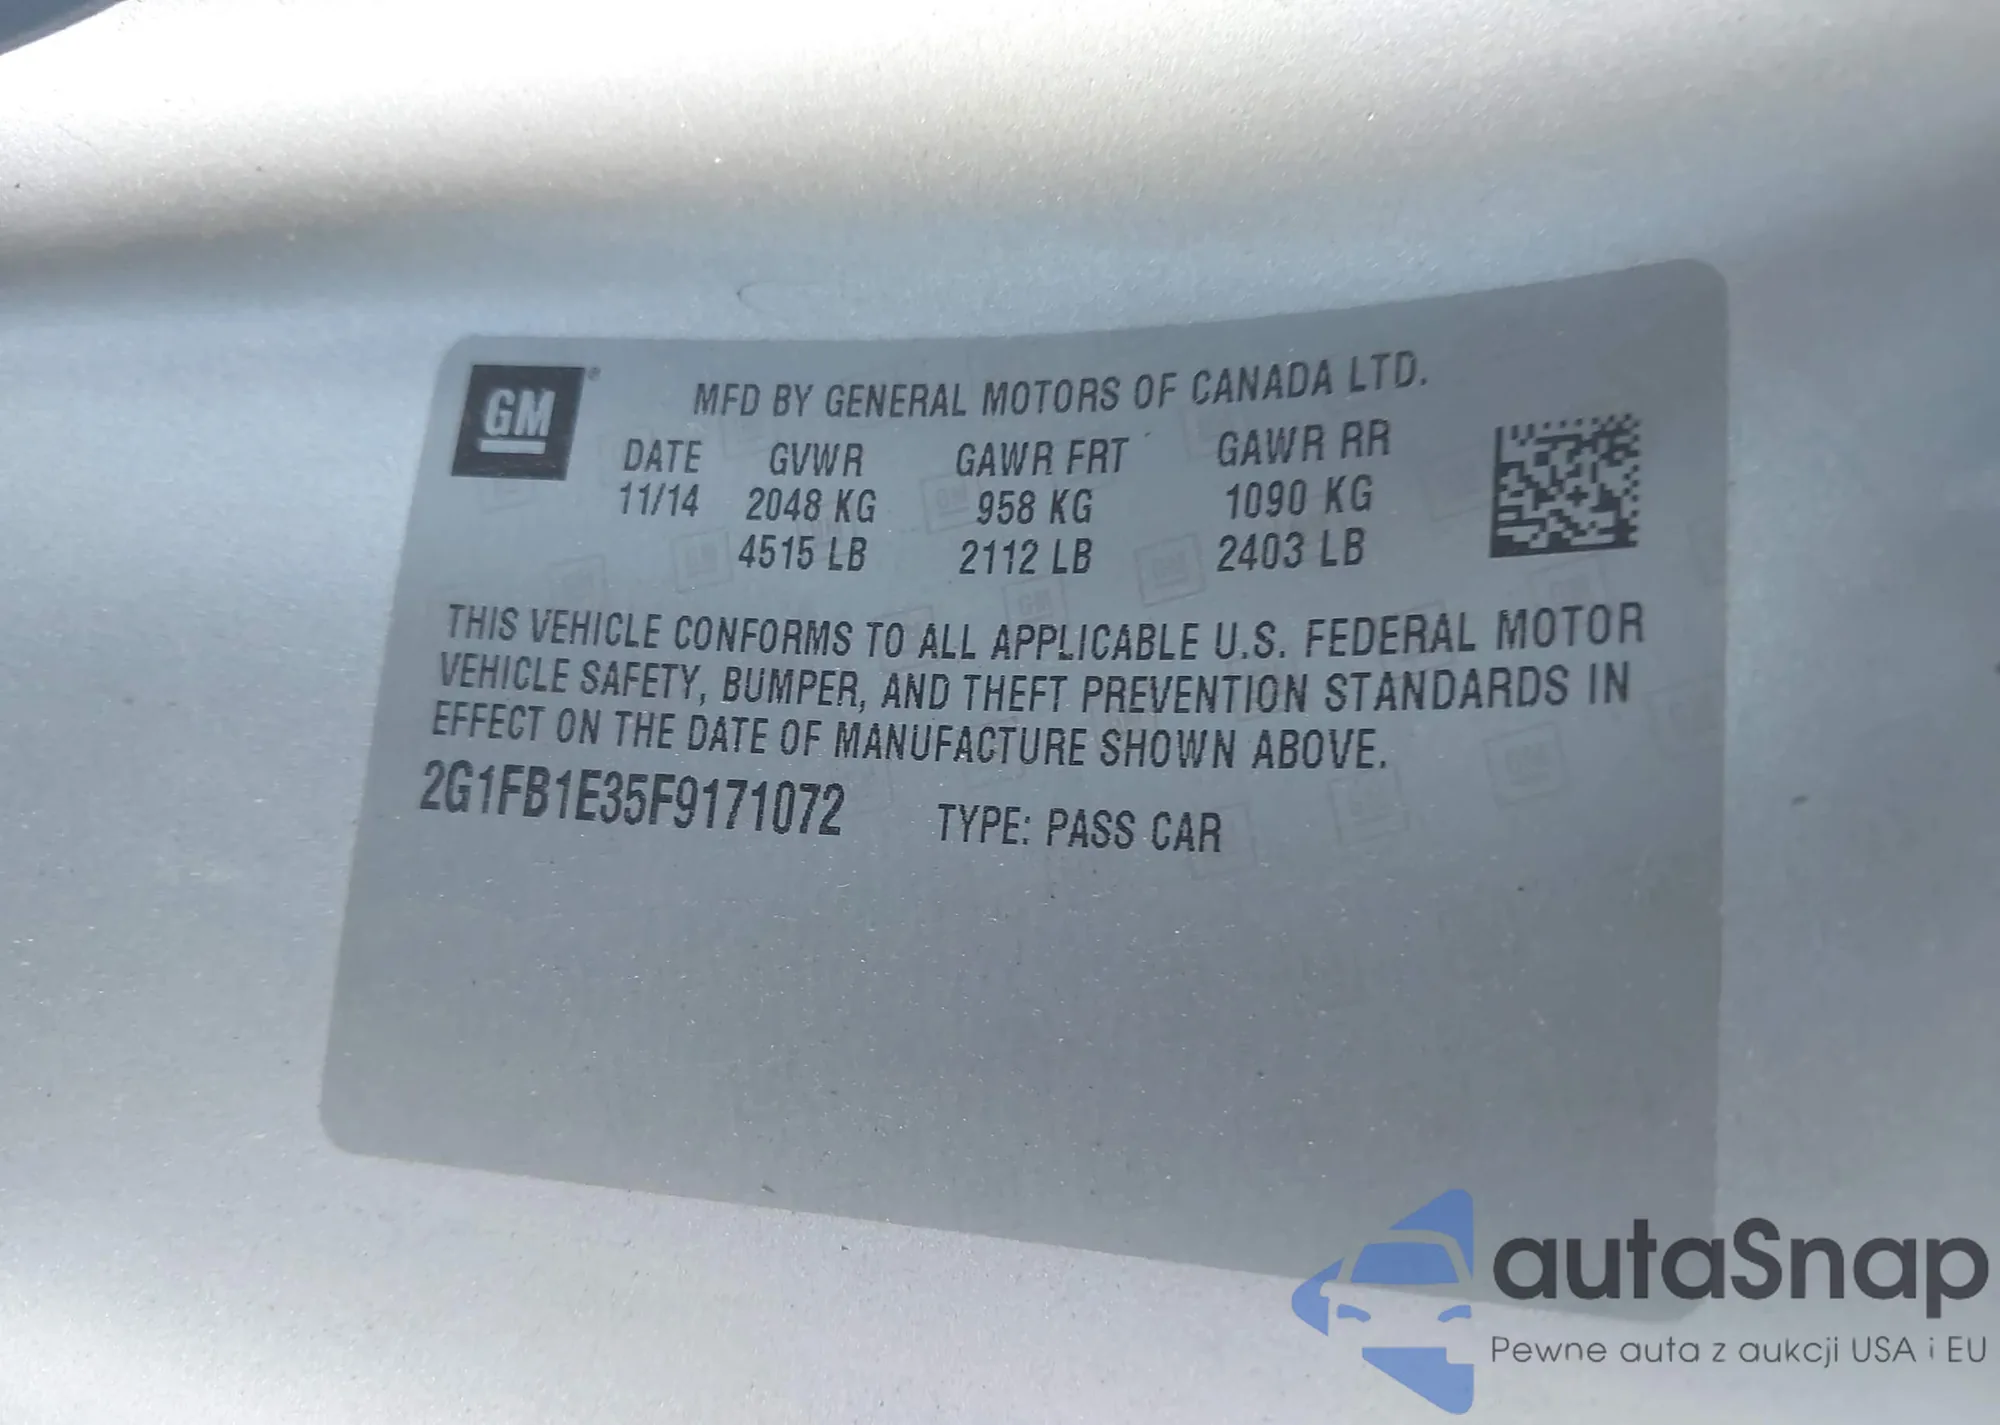 GM®
MFD BY GENERAL MOTORS OF CANADA LTD.
DATE GVWR GAWR FRT GAWR RR
11/14 2048 KG 958 KG 1090 KG
4515 LB 2112 LB 2403 LB
THIS VEHICLE CONFORMS TO ALL APPLICABLE U.S. FEDERAL MOTOR
VEHICLE SAFETY, BUMPER, AND THEFT PREVENTION STANDARDS IN
EFFECT ON THE DATE OF MANUFACTURE SHOWN ABOVE.
2G1FB1E35F9171072 TYPE: PASS CAR
autaSnap
Pewne auta z aukcji USA i EU